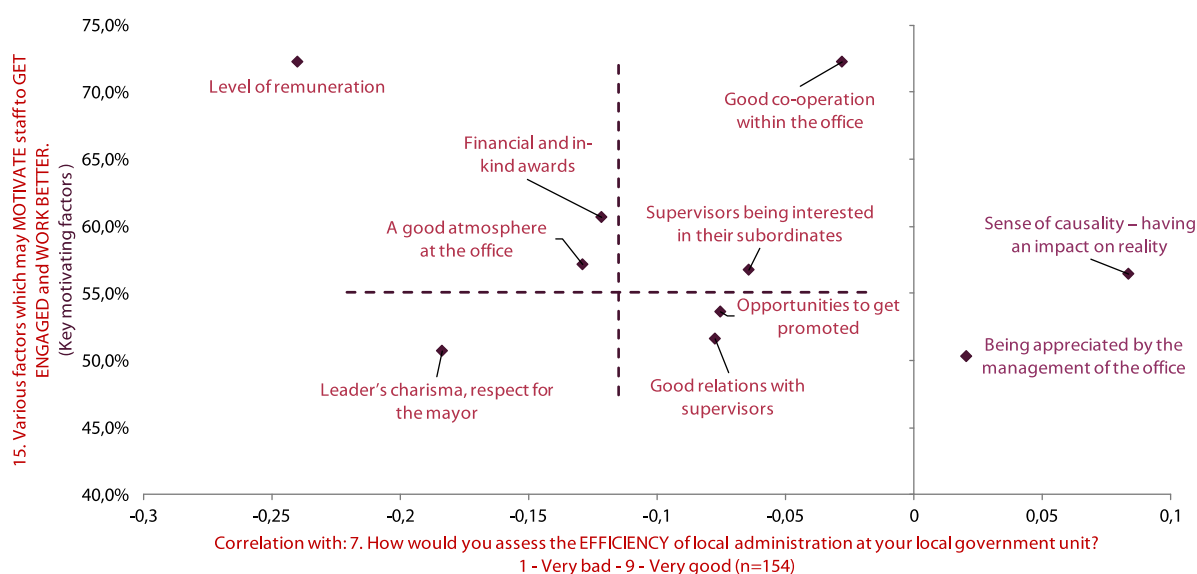 15. Various factors which may MOTIVATE staff to GET
ENGAGED and WORK BETTER.
(Key motivating factors )
75,0%
70,0%
65,0%
60,0%
55,0%
50,0%
45,0%
40,0%
Level of remuneration
Good co-operation
within the office
Financial and in-
kind awards
A good atmosphere
at the office
Supervisors being interested
in their subordinates
Sense of causality – having
an impact on reality
Opportunities to get
promoted
Being appreciated by the
management of the office
Leader’s charisma, respect for
the mayor
Good relations with
supervisors
-0,3
-0,25
-0,2
-0,15
-0,1
-0,05
0
0,05
0,1
Correlation with: 7. How would you assess the EFFICIENCY of local administration at your local government unit?
1 - Very bad - 9 - Very good (n=154)